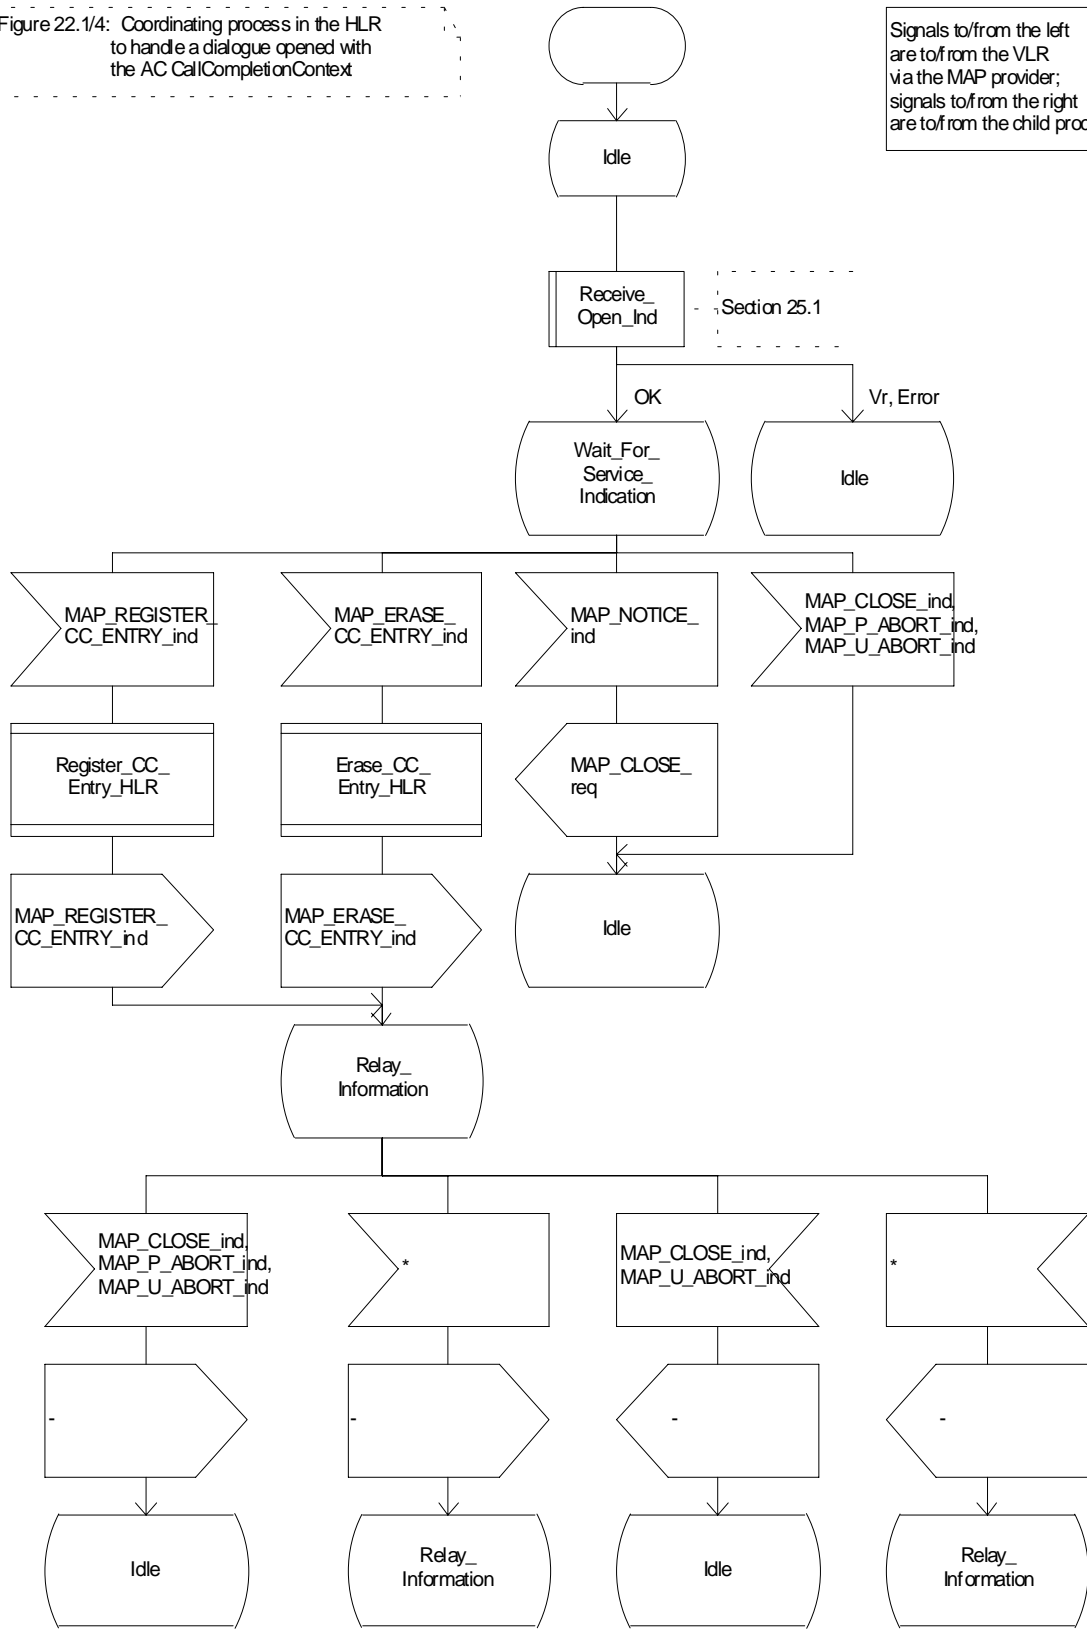 Figure 22.1/4: Coordinating process in the HLR
to handle a dialogue opened with
the AC CallCompletionContext
Signals to/from the left
are to/from the VLR
via the MAP provider;
signals to/from the right
are to/from the child
Idle
Receive_
Open_Ind
Section 25.1
OK
Vr, Error
Wait_For_
Service_
Indication
Idle
MAP_REGISTER_
CC_ENTRY_ind
MAP_ERASE_
CC_ENTRY_ind
MAP_NOTICE_
ind
MAP_CLOSE_ind,
MAP_P_ABORT_ind,
MAP_U_ABORT_ind
Register_CC_
Entry_HLR
Erase_CC_
Entry_HLR
MAP_CLOSE_
req
MAP_REGISTER_
CC_ENTRY_ind
MAP_ERASE_
CC_ENTRY_ind
Idle
Relay_
Information
MAP_CLOSE_ind,
MAP_P_ABORT_ind,
MAP_U_ABORT_ind
*
MAP_CLOSE_ind,
MAP_U_ABORT_ind
*
-
-
-
-
Idle
Relay_
Information
Idle
Relay_
Information